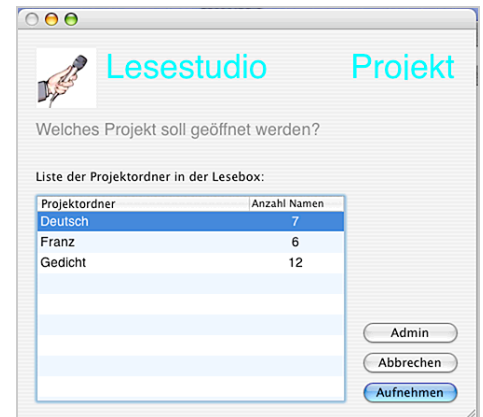 Lesestudio Projekt
Welches Projekt soll geöffnet werden?
Liste der Projektordner in der Lesebox:
Projektordner Anzahl Namen
Deutsch 7
Franz 6
Gedicht 12
Admin
Abbrechen
Aufnehmen